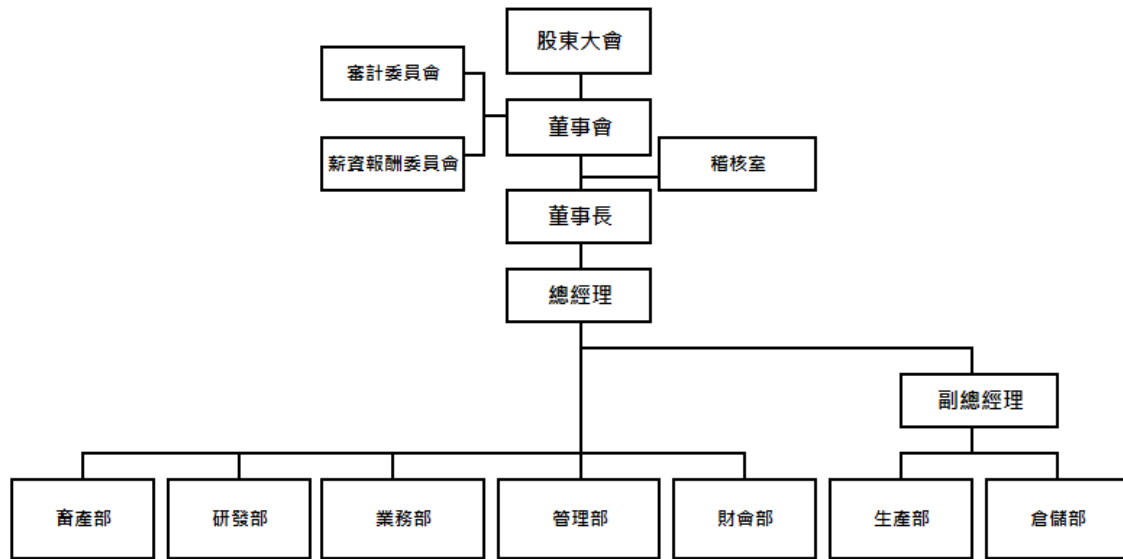 股東大會
審計委員會
董事會
薪資報酬委員會
稽核室
董事長
總經理
副總經理
畜產部
研發部
業務部
管理部
財會部
生產部
倉儲部